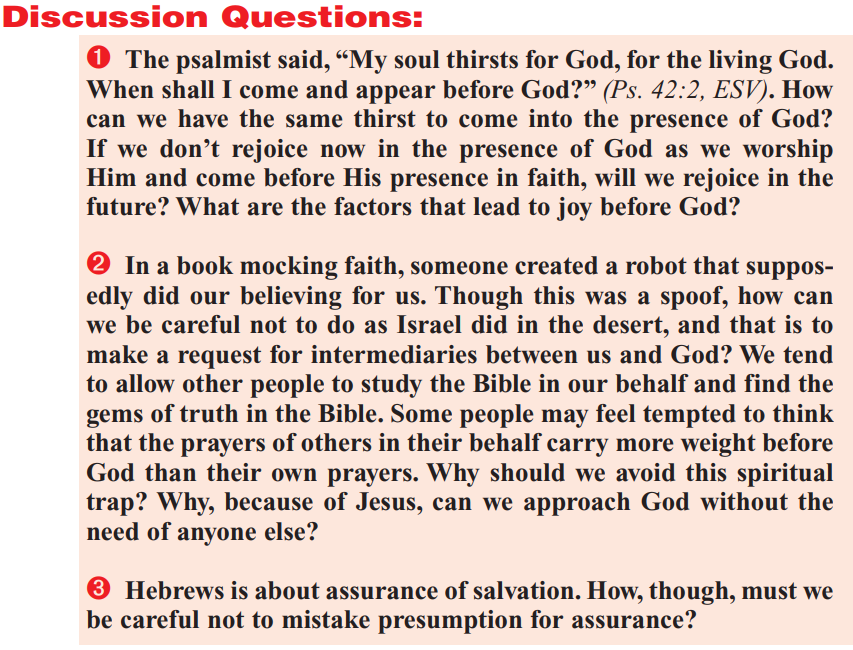 Discussion Questions:
❶ The psalmist said, “My soul thirsts for God, for the living God.
When shall I come and appear before God?” (Ps. 42:2, ESV). How
can we have the same thirst to come into the presence of God?
If we don’t rejoice now in the presence of God as we worship
Him and come before His presence in faith, will we rejoice in the
future? What are the factors that lead to joy before God?
❷ In a book mocking faith, someone created a robot that suppos-
edly did our believing for us. Though this was a spoof, how can
we be careful not to do as Israel did in the desert, and that is to
make a request for intermediaries between us and God? We tend
to allow other people to study the Bible in our behalf and find the
gems of truth in the Bible. Some people may feel tempted to think
that the prayers of others in their behalf carry more weight before
God than their own prayers. Why should we avoid this spiritual
trap? Why, because of Jesus, can we approach God without the
need of anyone else?
❸ Hebrews is about assurance of salvation. How, though, must we
be careful not to mistake presumption for assurance?